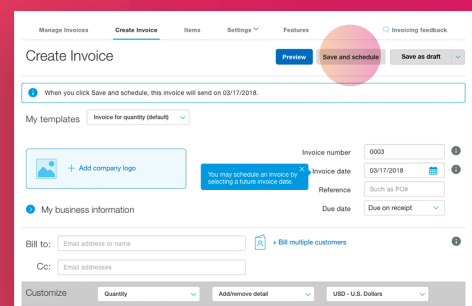 Manage Invoices Create Invoice Items Settings Features Invoicing feedback
Create Invoice Preview Save and schedule Save as draft
When you click Save and schedule, this invoice will send on 03/17/2018.
My templates Invoice for quantity (default)
+ Add company logo
Invoice number 0003
You may schedule an invoice by
selecting a future invoice date.
Invoice date 03/17/2018
Reference Such as PO#
My business information
Due date Due on receipt
Bill to: Email address or name + Bill multiple customers
Cc: Email addresses
Customize Quantity Add/remove detail USD - U.S. Dollars